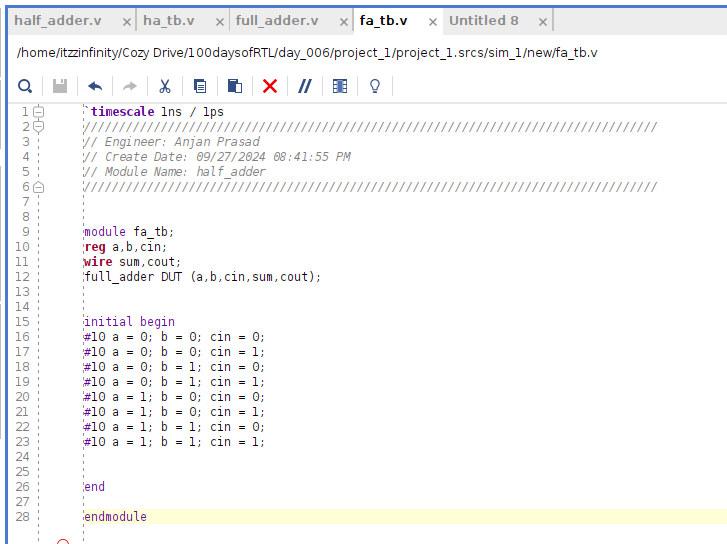 half_adder.v × ha_tb.v × full_adder.v × fa_tb.v × Untitled 8 ×
/home/itzzinfinity/Cozy Drive/100daysofRTL/day_006/project_1/project_1.srcs/sim_1/new/fa_tb.v
1 `timescale 1ns / 1ps
2 //////////////////////////////////////////////////////////////////////////////////
3 // Engineer: Anjan Prasad
4 // Create Date: 09/27/2024 08:41:55 PM
5 // Module Name: half_adder
6 //////////////////////////////////////////////////////////////////////////////////
7
8
9 module fa_tb;
10 reg a,b,cin;
11 wire sum,cout;
12 full_adder DUT (a,b,cin,sum,cout);
13
14
15 initial begin
16 #10 a = 0; b = 0; cin = 0;
17 #10 a = 0; b = 0; cin = 1;
18 #10 a = 0; b = 1; cin = 0;
19 #10 a = 0; b = 1; cin = 1;
20 #10 a = 1; b = 0; cin = 0;
21 #10 a = 1; b = 0; cin = 1;
22 #10 a = 1; b = 1; cin = 0;
23 #10 a = 1; b = 1; cin = 1;
24
25
26 end
27
28 endmodule